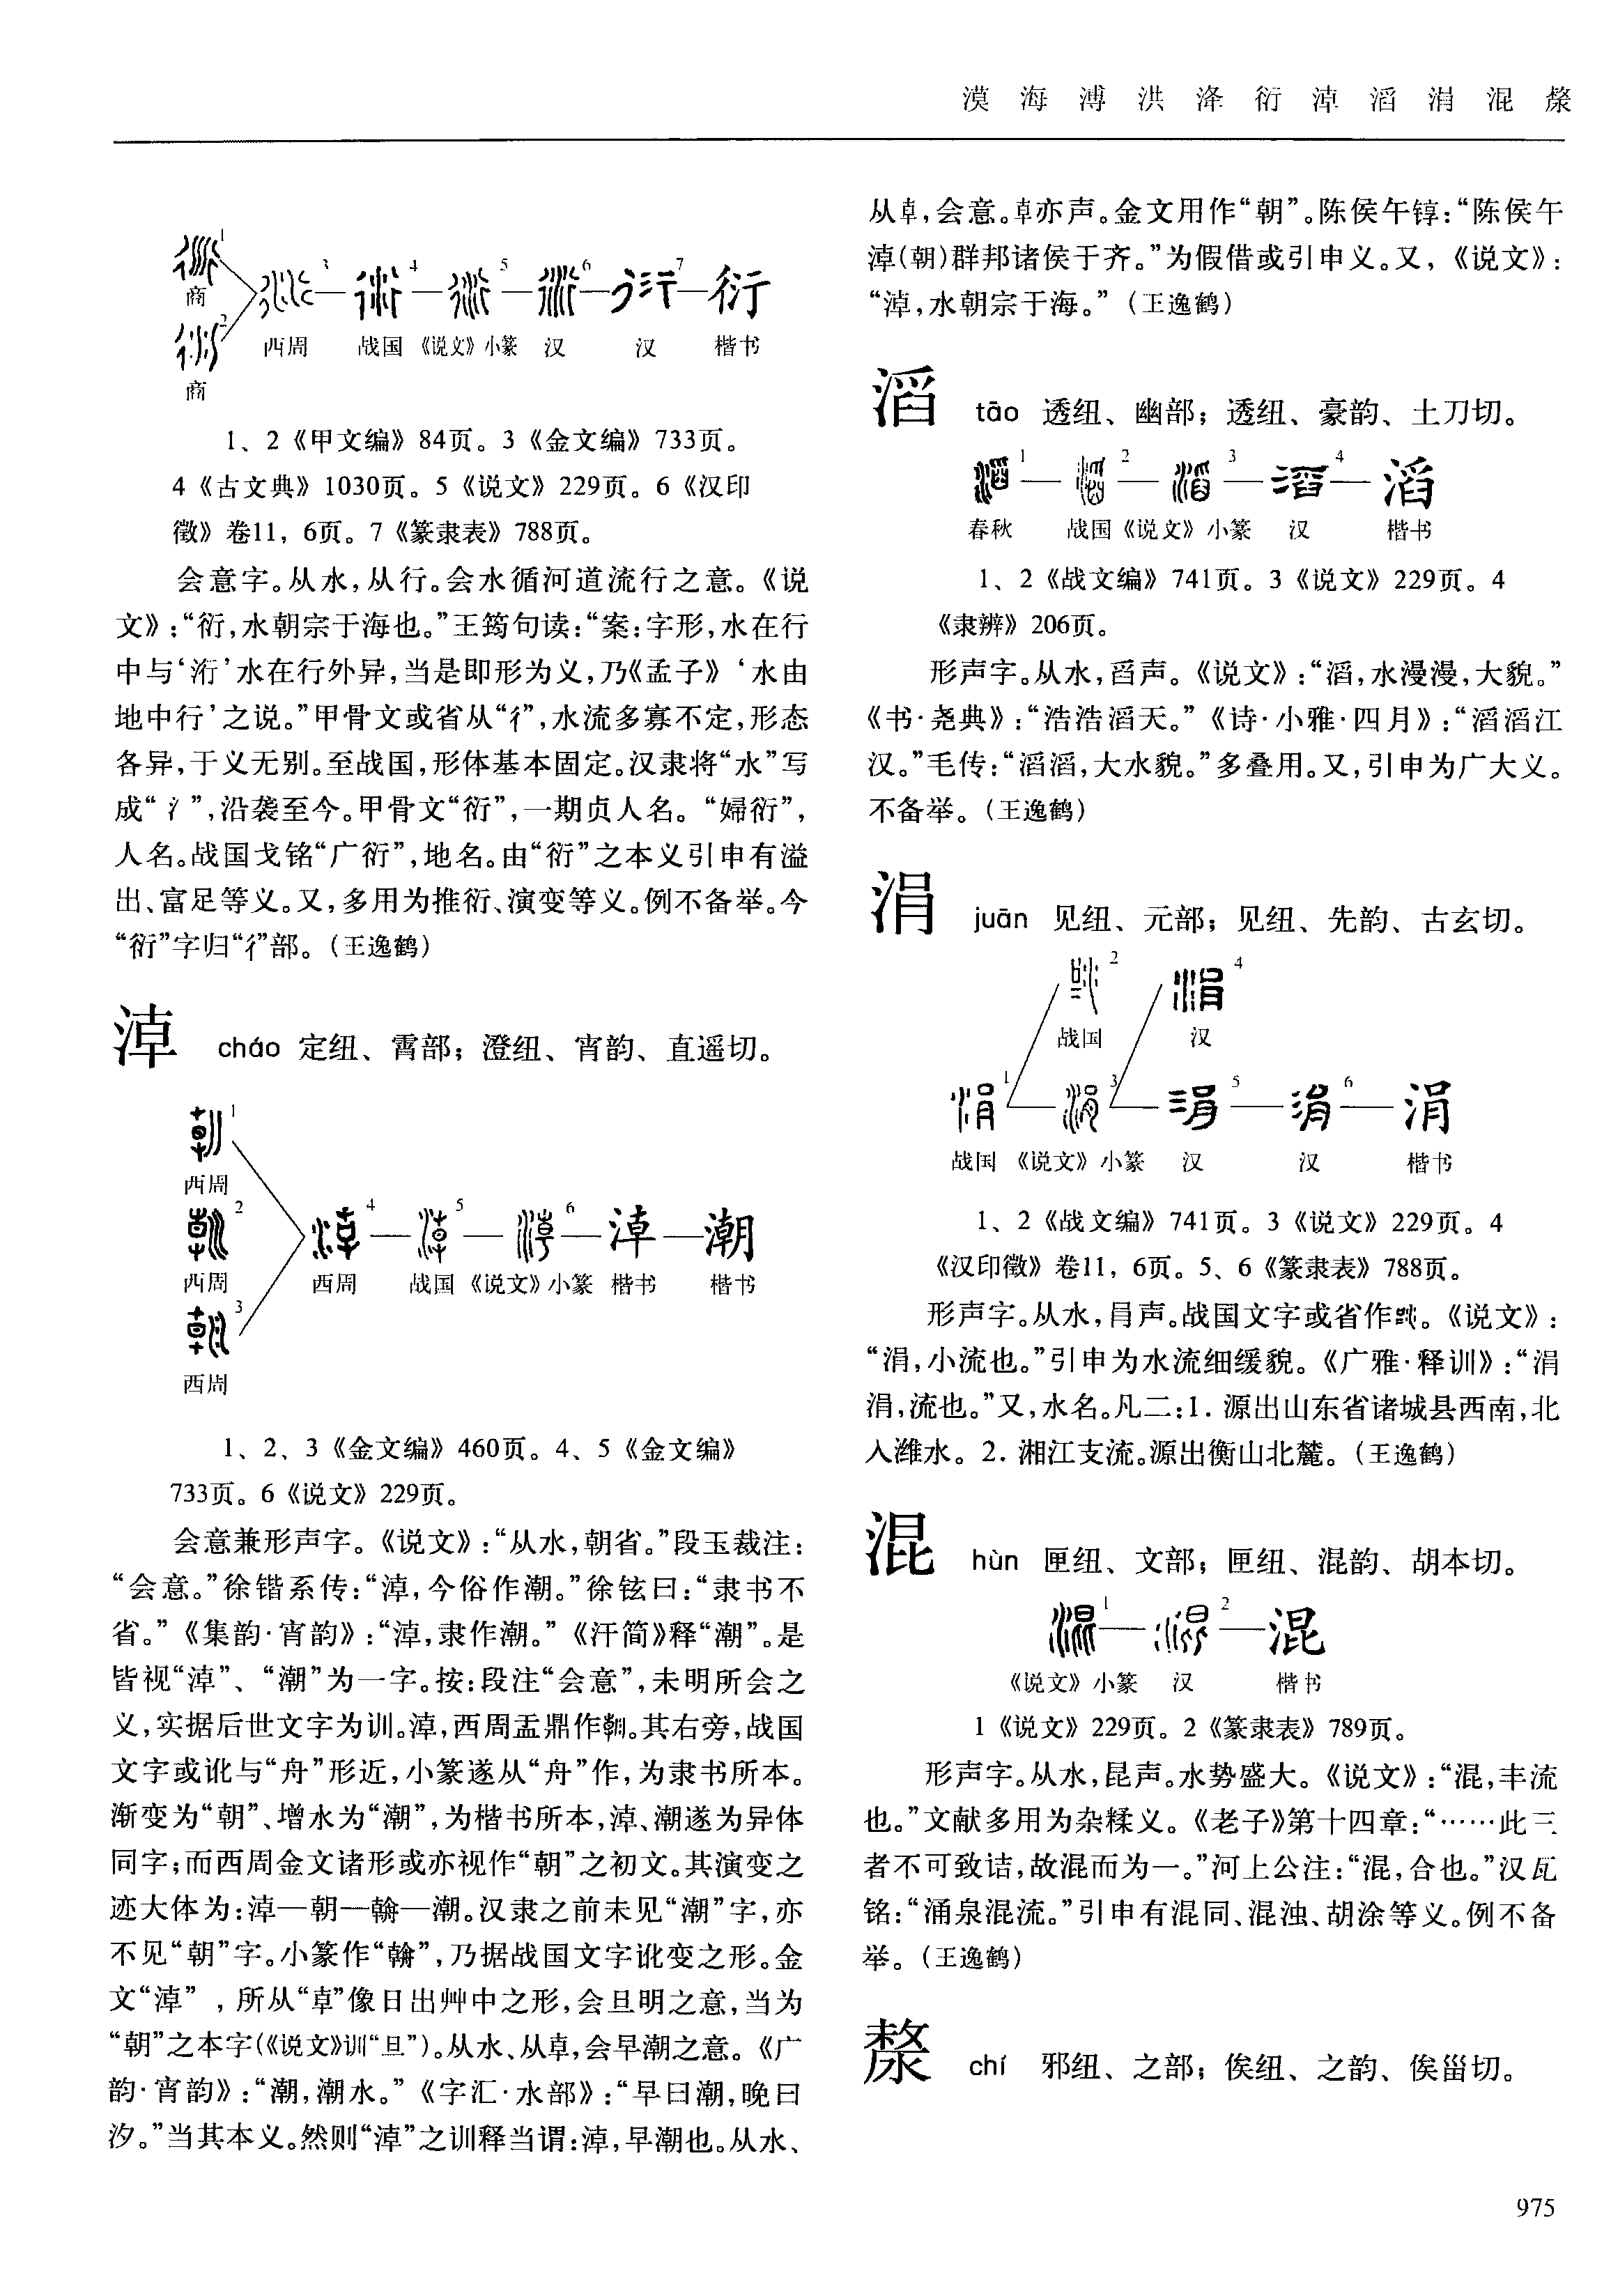 漠 海 溥 洪 洚 衍 淖 滔 涓 混 漦
1
商
2
商
3
4
5
6
7
衍
西周 战国 《说文》小篆 汉 汉 楷书
1、2《甲文编》84页。3《金文编》733页。
4《古文典》1030页。5《说文》229页。6《汉印
徵》卷11，6页。7《篆隶表》788页。
会意字。从水，从行。会水循河道流行之意。《说
文》：“衍，水朝宗于海也。”王筠句读：“案：字形，水在行
中与‘洐’水在行外异，当是即形为义，乃《孟子》‘水由
地中行’之说。”甲骨文或省从“彳”，水流多寡不定，形态
各异，于义无别。至战国，形体基本固定。汉隶将“水”写
成“氵”，沿袭至今。甲骨文“衍”，一期贞人名。“婦衍”，
人名。战国戈铭“广衍”，地名。由“衍”之本义引申有溢
出、富足等义。又，多用为推衍、演变等义。例不备举。今
“衍”字归“彳”部。（王逸鹤）
淖 cháo 定纽、霄部；澄纽、宵韵、直遥切。
1
西周
2
西周
3
西周
4
5
6
淖 潮
西周 战国 《说文》小篆 楷书 楷书
1、2、3《金文编》460页。4、5《金文编》
733页。6《说文》229页。
会意兼形声字。《说文》：“从水，朝省。”段玉裁注：
“会意。”徐锴系传：“淖，今俗作潮。”徐铉曰：“隶书不
省。”《集韵·宵韵》：“淖，隶作潮。”《汗简》释“潮”。是
皆视“淖”、“潮”为一字。按：段注“会意”，未明所会之
义，实据后世文字为训。淖，西周盂鼎作。其右旁，战国
文字或讹与“舟”形近，小篆遂从“舟”作，为隶书所本。
渐变为“朝”、增水为“潮”，为楷书所本，淖、潮遂为异体
同字；而西周金文诸形或亦视作“朝”之初文。其演变之
迹大体为：淖—朝——潮。汉隶之前未见“潮”字，亦
不见“朝”字。小篆作“”，乃据战国文字讹变之形。金
文“淖”，所从“𠦝”像日出艸中之形，会旦明之意，当为
“朝”之本字（《说文》训“旦”）。从水、从𠦝，会早潮之意。《广
韵·宵韵》：“潮，潮水。”《字汇·水部》：“早曰潮，晚曰
汐。”当其本义。然则“淖”之训释当谓：淖，早潮也。从水、
从𠦝，会意。𠦝亦声。金文用作“朝”。陈侯午錞：“陈侯午
淖（朝）群邦诸侯于齐。”为假借或引申义。又，《说文》：
“淖，水朝宗于海。”（王逸鹤）
滔 tāo 透纽、幽部；透纽、豪韵、土刀切。
1
2
3
4
滔
春秋 战国 《说文》小篆 汉 楷书
1、2《战文编》741页。3《说文》229页。4
《隶辨》206页。
形声字。从水，舀声。《说文》：“滔，水漫漫，大貌。”
《书·尧典》：“浩浩滔天。”《诗·小雅·四月》：“滔滔江
汉。”毛传：“滔滔，大水貌。”多叠用。又，引申为广大义。
不备举。（王逸鹤）
涓 juān 见纽、元部；见纽、先韵、古玄切。
2
4
战国 汉
1
3
5
6
涓
战国 《说文》小篆 汉 汉 楷书
1、2《战文编》741页。3《说文》229页。4
《汉印徵》卷11，6页。5、6《篆隶表》788页。
形声字。从水，肙声。战国文字或省作。《说文》：
“涓，小流也。”引申为水流细缓貌。《广雅·释训》：“涓
涓，流也。”又，水名。凡二：1. 源出山东省诸城县西南，北
入潍水。2. 湘江支流。源出衡山北麓。（王逸鹤）
混 hùn 匣纽、文部；匣纽、混韵、胡本切。
1
2
混
《说文》小篆 汉 楷书
1《说文》229页。2《篆隶表》789页。
形声字。从水，昆声。水势盛大。《说文》：“混，丰流
也。”文献多用为杂糅义。《老子》第十四章：“……此三
者不可致诘，故混而为一。”河上公注：“混，合也。”汉瓦
铭：“涌泉混流。”引申有混同、混浊、胡涂等义。例不备
举。（王逸鹤）
漦 chí 邪纽、之部；俟纽、之韵、俟甾切。
975